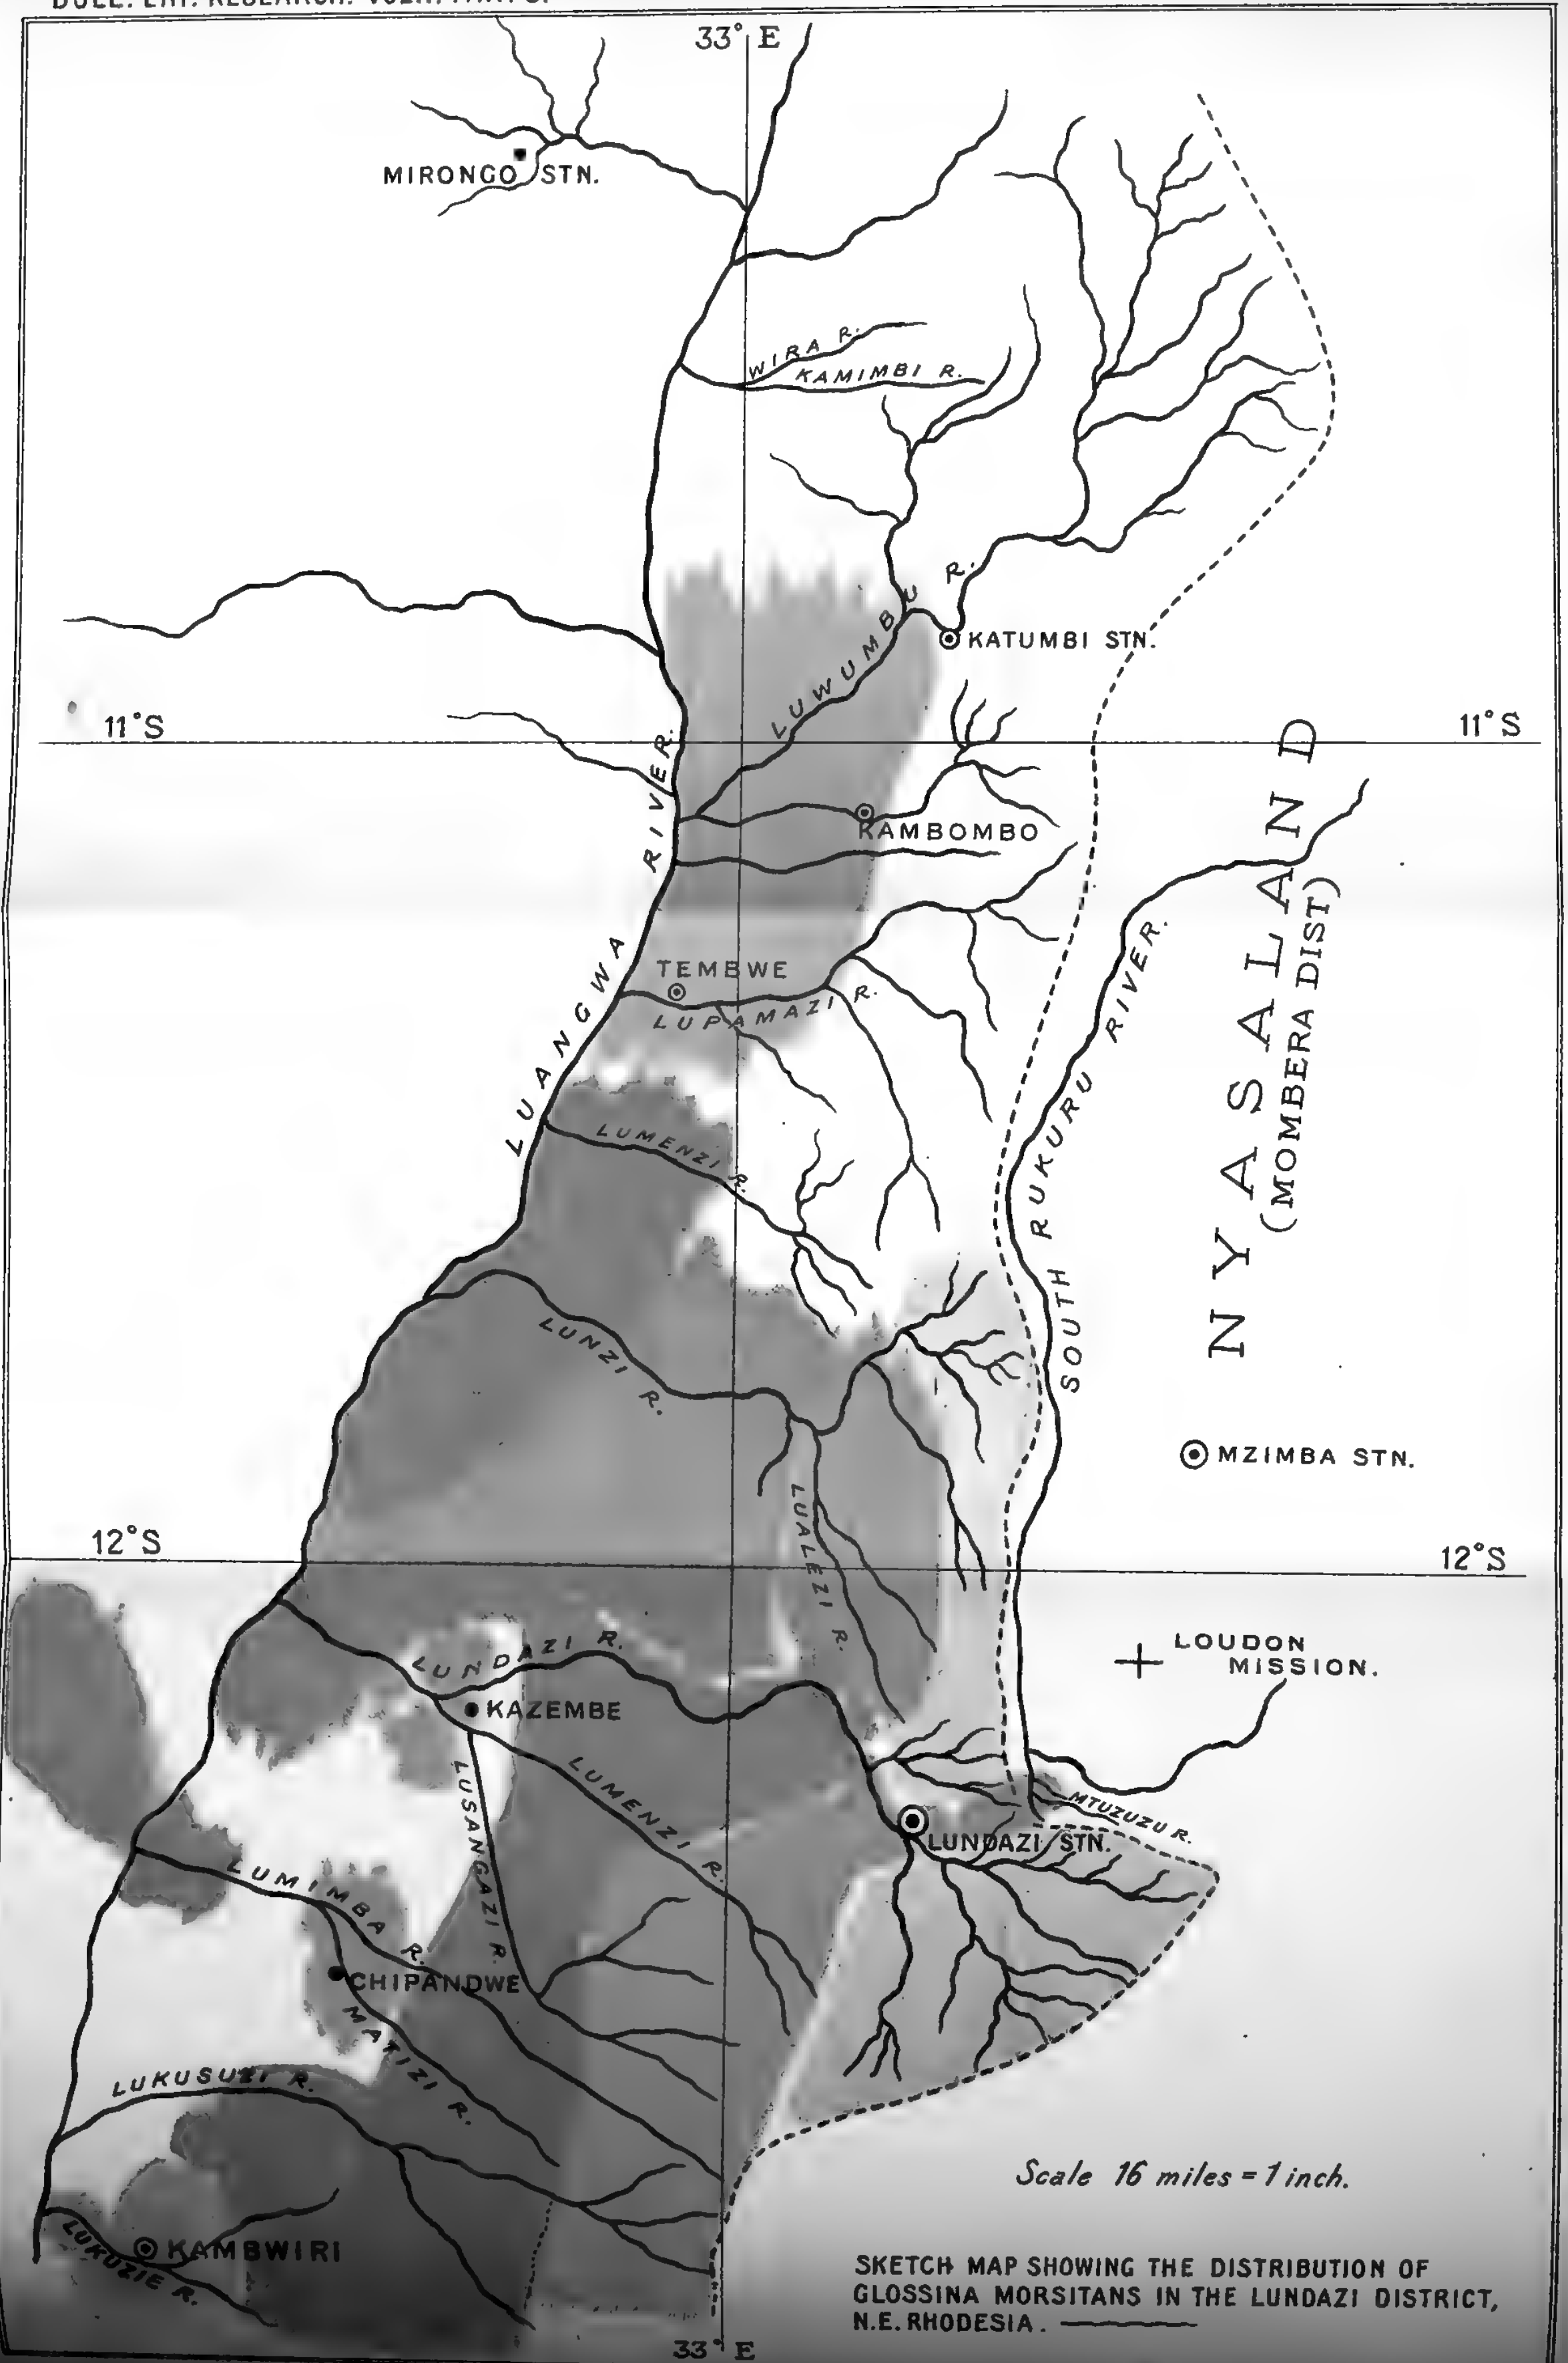 33° E
MIRONGO STN.
WIRA R.
KAMIMBI R.
LUWUMBU R.
KATUMBI STN.
11°S
11°S
LUANGWA RIVER.
KAMBOMBO
NYASALAND
(MOMBERA DIST)
TEMBWE
LUPAMAZI R.
SOUTH RUKURU RIVER.
LUMENZI R.
LUNZI R.
MZIMBA STN.
LUALEZI R.
12°S
12°S
LUNDAZI R.
LOUDON
MISSION.
KAZEMBE
LUSANGAZI R.
LUMENZI R.
MTUZUZU R.
LUNDAZI STN.
LUMIMBA R.
CHIPANDWE
MATIZI R.
LUKUSUZI R.
Scale 16 miles = 1 inch.
KAMBWIRI
LUKUZIE R.
SKETCH MAP SHOWING THE DISTRIBUTION OF
GLOSSINA MORSITANS IN THE LUNDAZI DISTRICT,
N.E. RHODESIA.
33° E